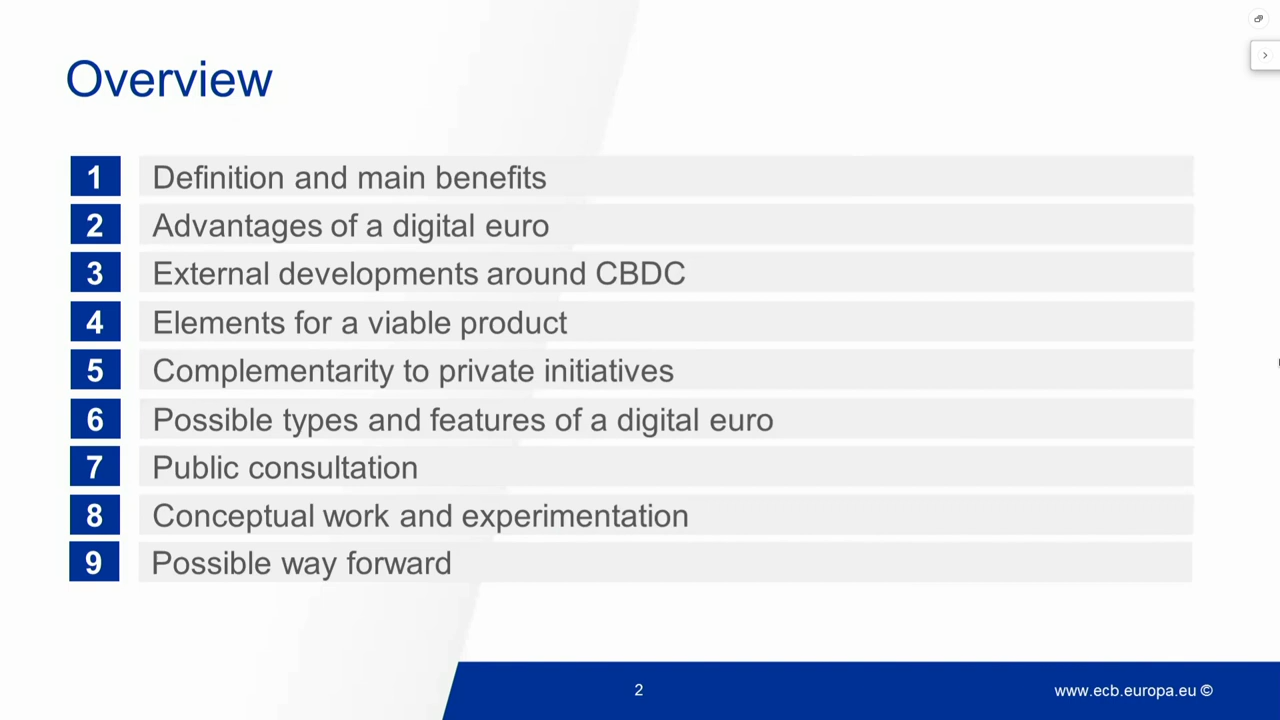 Overview
1 Definition and main benefits
2 Advantages of a digital euro
3 External developments around CBDC
4 Elements for a viable product
5 Complementarity to private initiatives
6 Possible types and features of a digital euro
7 Public consultation
8 Conceptual work and experimentation
9 Possible way forward
2
www.ecb.europa.eu ©